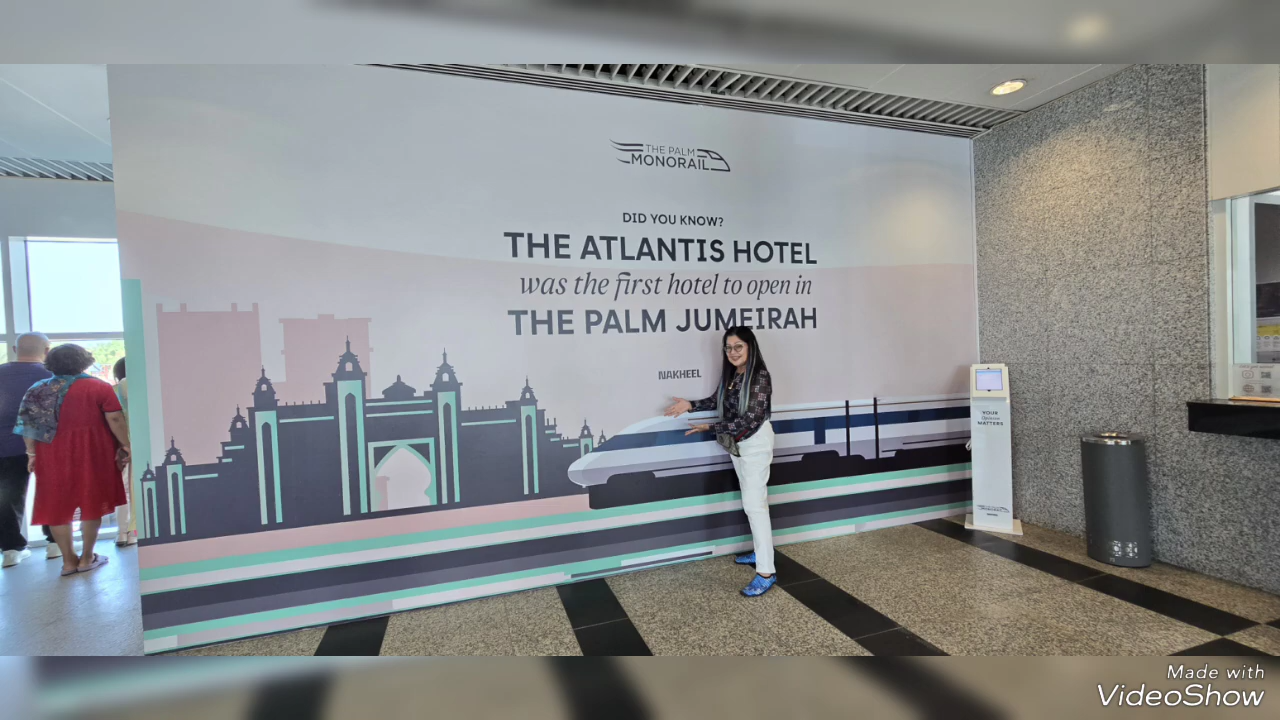 THE PALM
MONORAIL
DID YOU KNOW?
THE ATLANTIS HOTEL
was the first hotel to open in
THE PALM JUMEIRAH
NAKHEEL
YOUR
Opinion
MATTERS
Made with
VideoShow